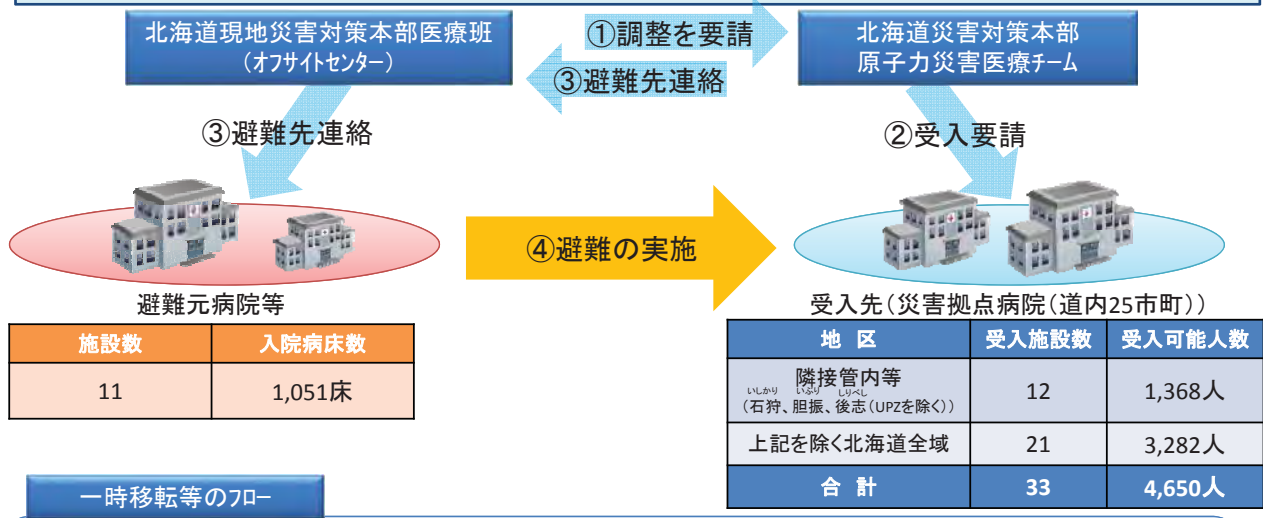 北海道現地災害対策本部医療班
（オフサイトセンター）
①調整を要請
③避難先連絡
北海道災害対策本部
原子力災害医療チーム
③避難先連絡
②受入要請
④避難の実施
避難元病院等
施設数 入院病床数
11 1,051床
受入先（災害拠点病院（道内25市町））
地　区 受入施設数 受入可能人数
隣接管内等
いしかり いぶり しりべし
（石狩、胆振、後志（UPZを除く））
12 1,368人
上記を除く北海道全域 21 3,282人
合　計 33 4,650人
一時移転等のフロー